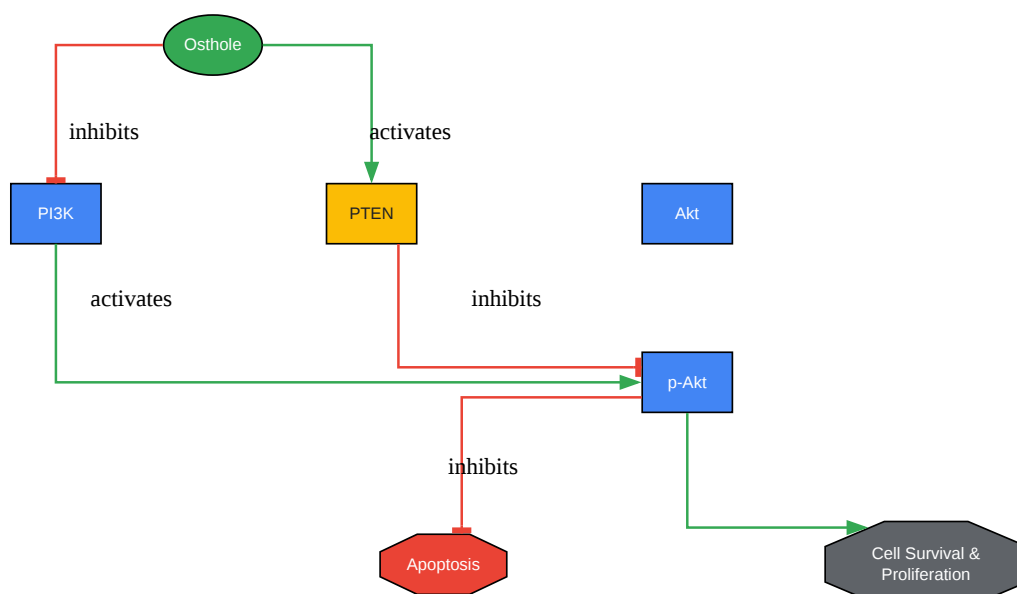 Osthole
inhibits
activates
PI3K
PTEN
Akt
activates
inhibits
p-Akt
inhibits
Apoptosis
Cell Survival &
Proliferation